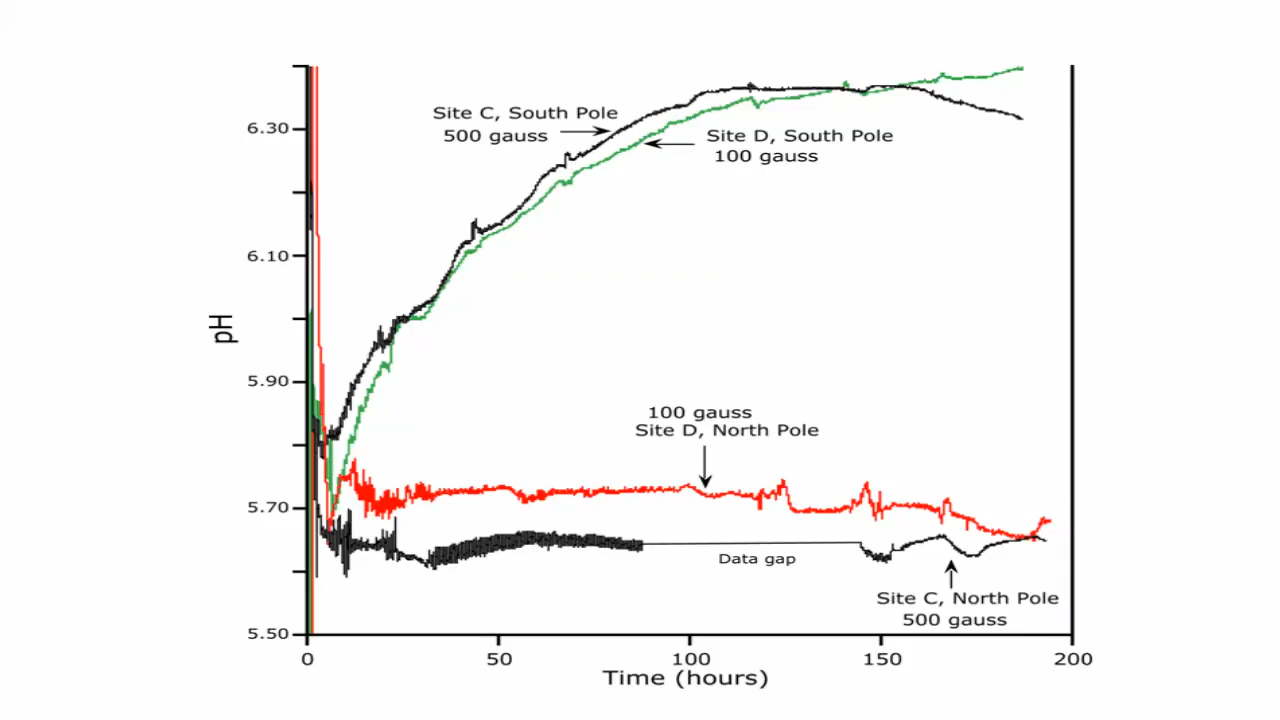 Site C, South Pole
500 gauss
Site D, South Pole
100 gauss
6.30
6.10
pH
5.90
100 gauss
Site D, North Pole
5.70
Data gap
Site C, North Pole
500 gauss
5.50
0 50 100 150 200
Time (hours)